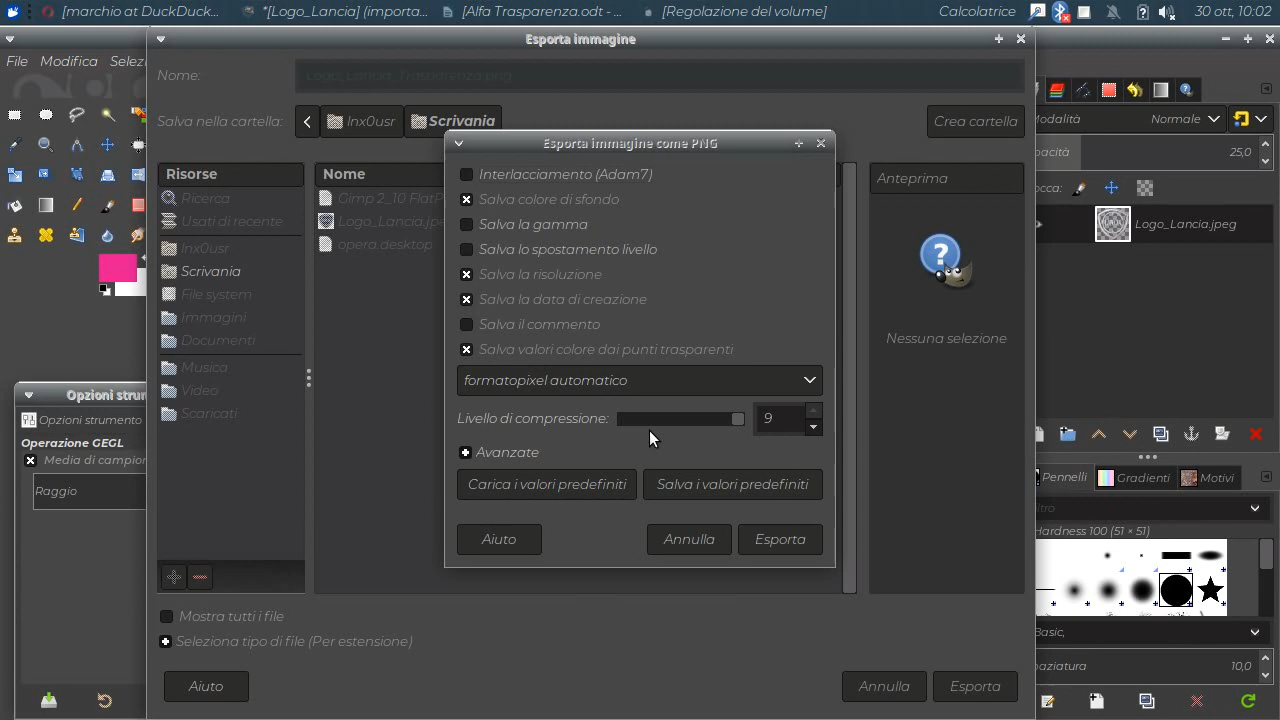 [marchio at DuckDuck... *[Logo_Lancia] (importa... [Alfa Trasparenza.odt - ... [Regolazione del volume] Calcolatrice 30 ott, 10:02
Esporta immagine
File Modifica Selezi
Nome: Logo_Lancia_Trasparenza.png
Salva nella cartella: lnx0usr Scrivania Crea cartella
Modalità Normale
25,0
Esporta immagine come PNG
Risorse
Ricerca
Usati di recente
lnx0usr
Scrivania
File system
Immagini
Documenti
Musica
Video
Scaricati
Nome
Gimp 2_10 FlatP
Logo_Lancia.jpe
opera.desktop
Interlacciamento (Adam7)
Salva colore di sfondo
Salva la gamma
Salva lo spostamento livello
Salva la risoluzione
Salva la data di creazione
Salva il commento
Salva valori colore dai punti trasparenti
formatopixel automatico
Livello di compressione: 9
Avanzate
Carica i valori predefiniti Salva i valori predefiniti
Aiuto Annulla Esporta
Anteprima
Nessuna selezione
Logo_Lancia.jpeg
Opzioni stru
Opzioni strumento
Operazione GEGL
Media di campion
Raggio
Mostra tutti i file
Seleziona tipo di file (Per estensione)
Aiuto Annulla Esporta
Pennelli Gradienti Motivi
Hardness 100 (51 × 51)
Basic,
10,0